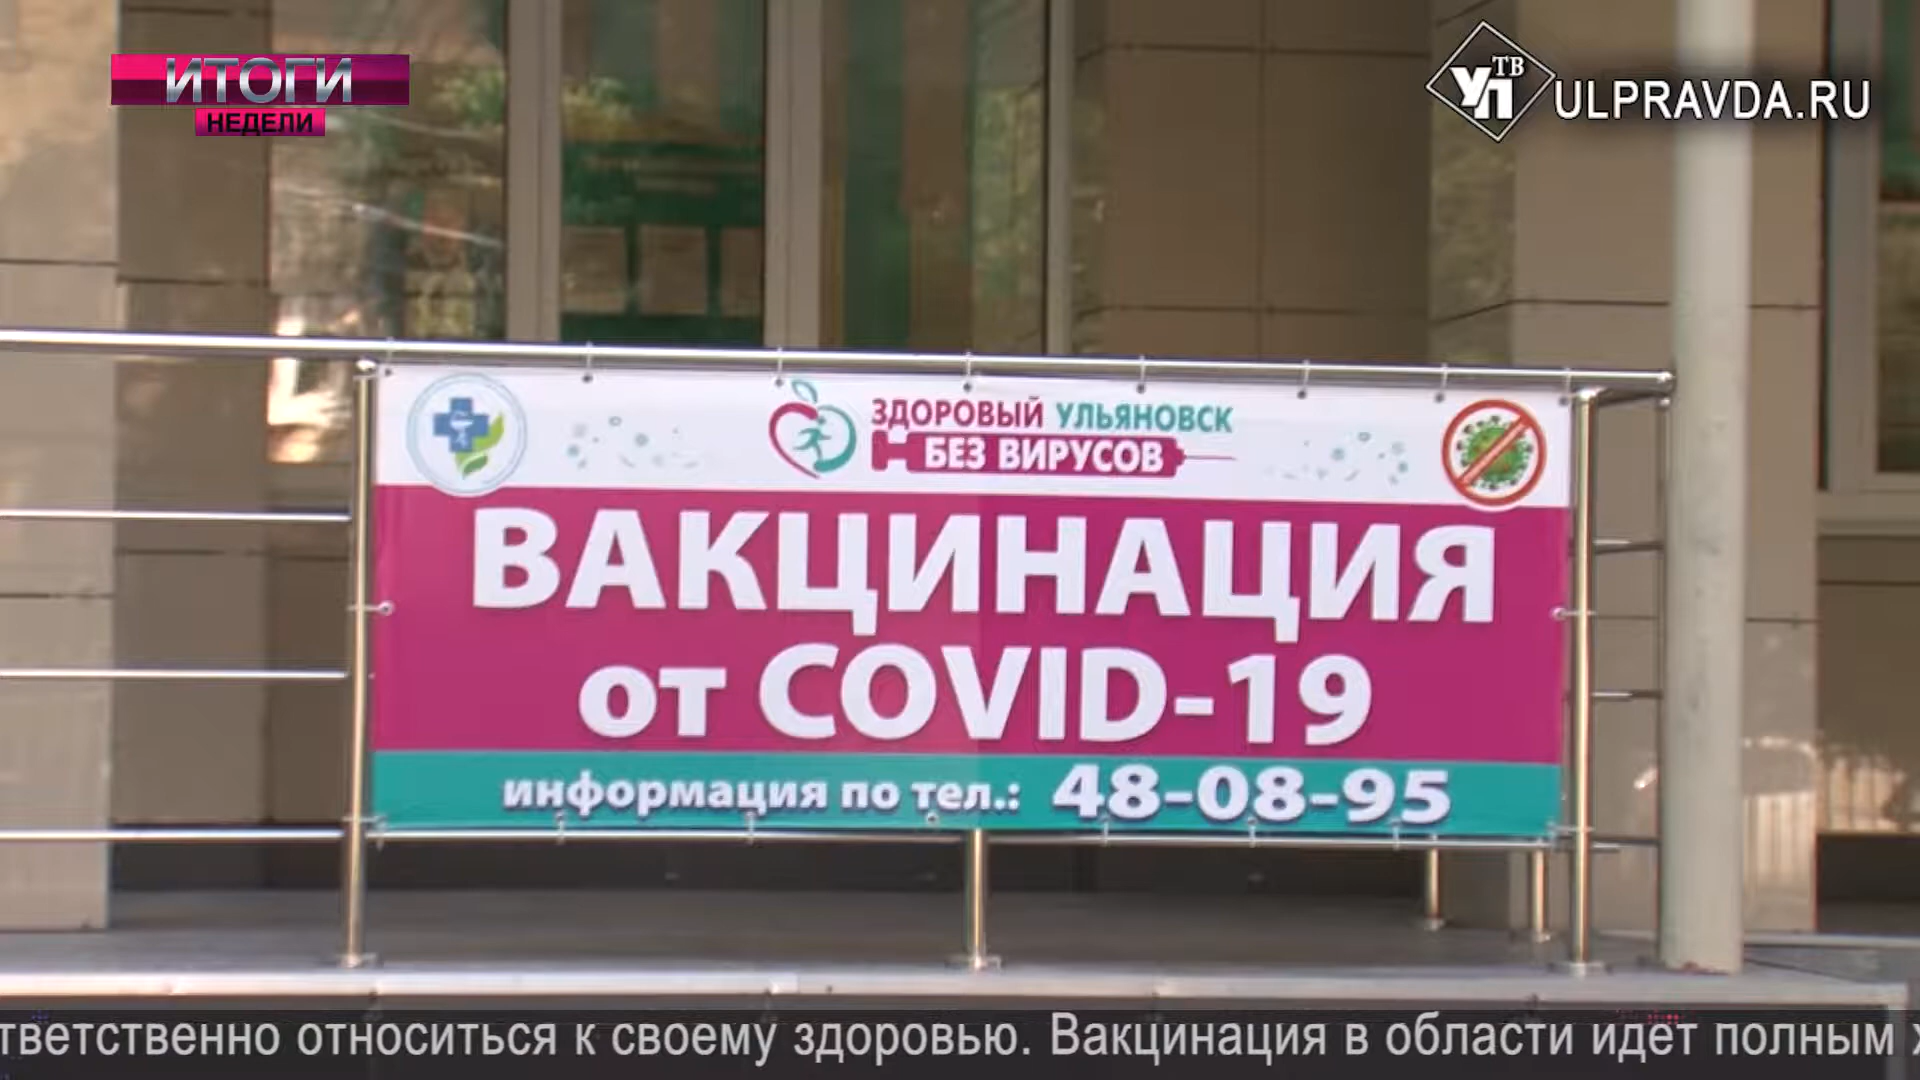 ИТОГИ
НЕДЕЛИ
УП ТВ
ULPRAVDA.RU
ЗДОРОВЫЙ УЛЬЯНОВСК
БЕЗ ВИРУСОВ
ВАКЦИНАЦИЯ
от COVID-19
информация по тел.: 48-08-95
тветственно относиться к своему здоровью. Вакцинация в области идет полным х